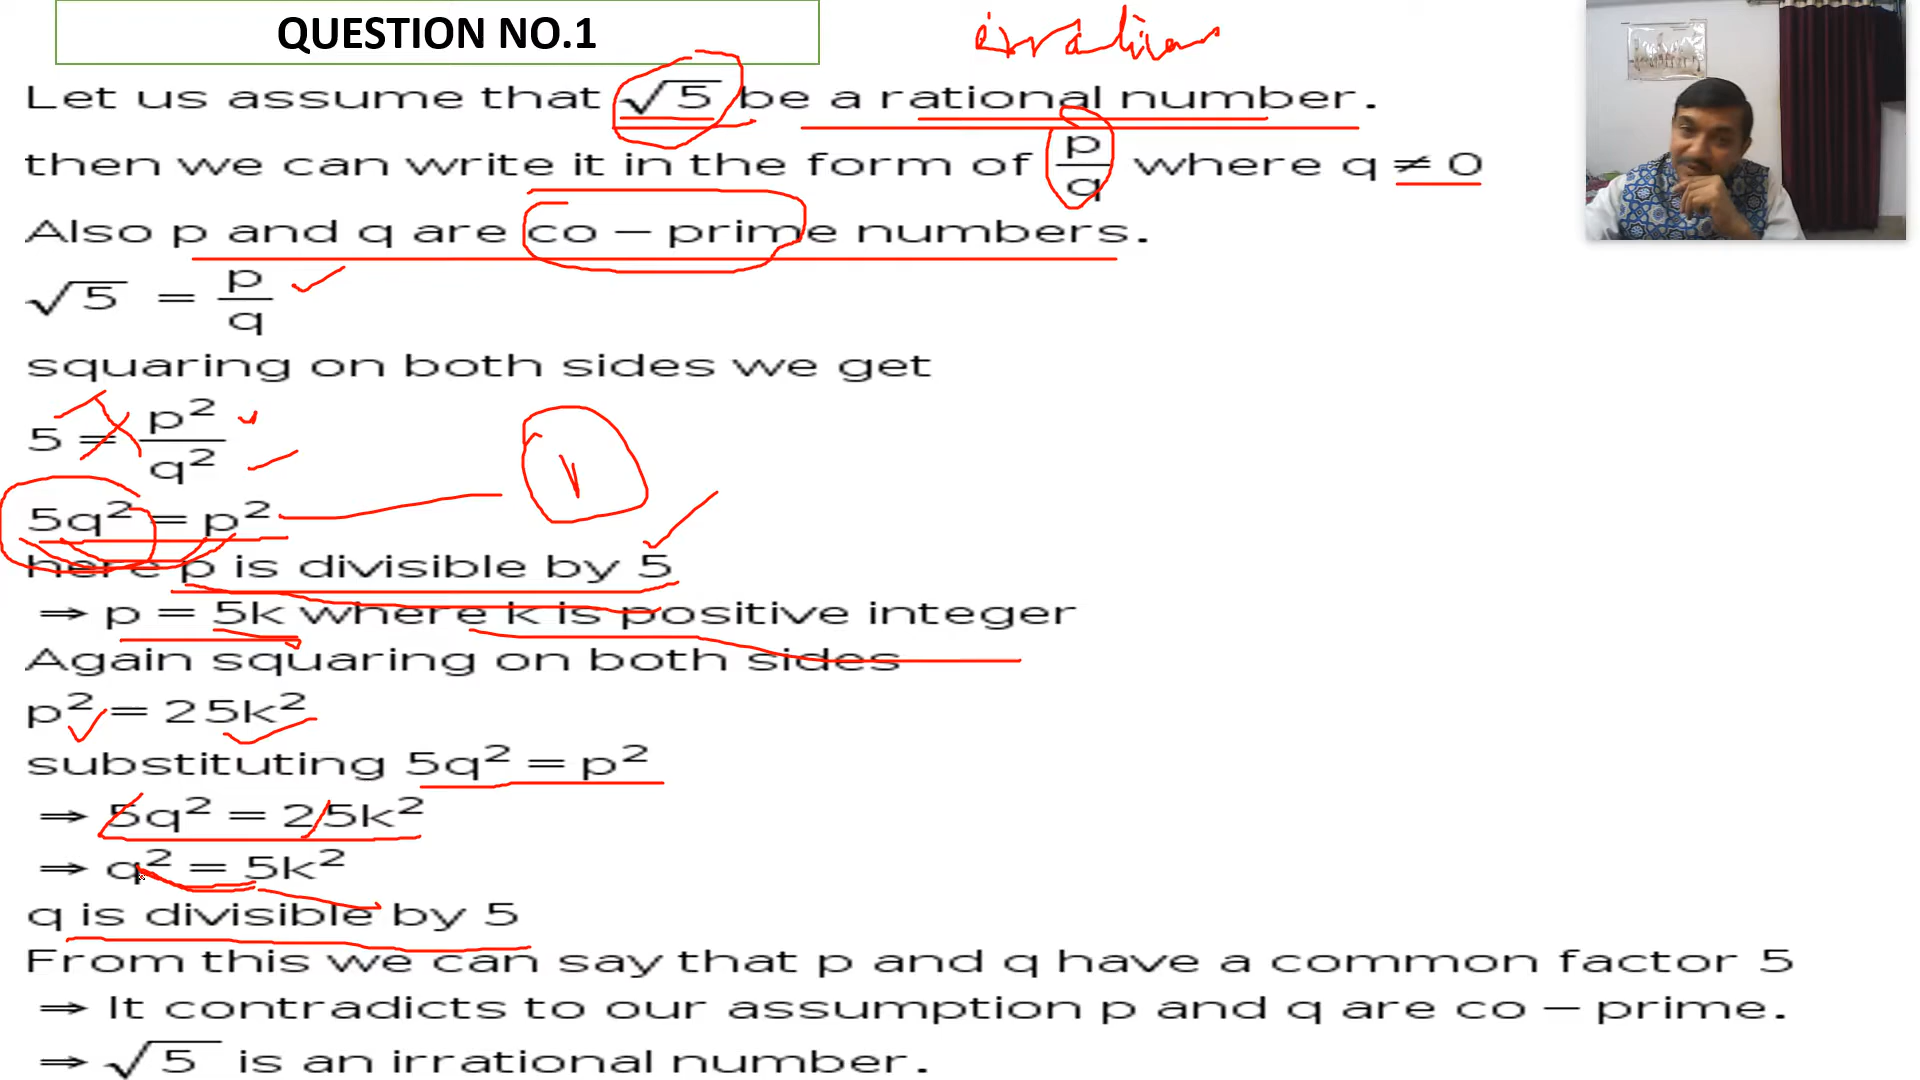 QUESTION NO.1
Let us assume that √5 be a rational number.
then we can write it in the form of p/q where q ≠ 0
Also p and q are co – prime numbers.
√5 = p/q
squaring on both sides we get
5 = p²/q²
5q² = p²
here p is divisible by 5
⇒ p = 5k where k is positive integer
Again squaring on both sides
p² = 25k²
substituting 5q² = p²
⇒ 5q² = 25k²
⇒ q² = 5k²
q is divisible by 5
From this we can say that p and q have a common factor 5
⇒ It contradicts to our assumption p and q are co – prime.
⇒ √5 is an irrational number.